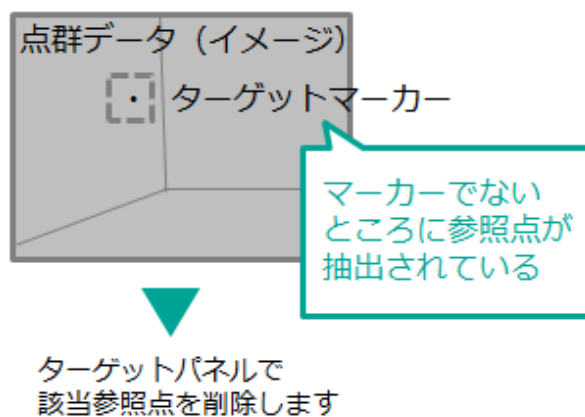 点群データ（イメージ）
ターゲットマーカー
マーカーでない
ところに参照点が
抽出されている
ターゲットパネルで
該当参照点を削除します